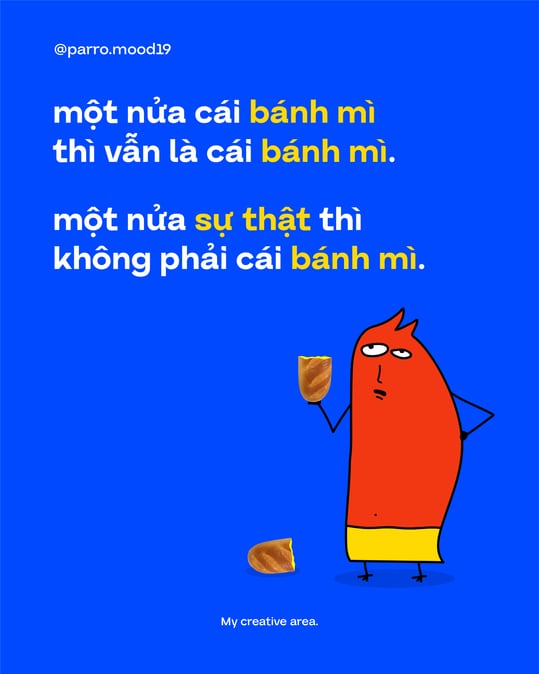 @parro.mood19
một nửa cái bánh mì
thì vẫn là cái bánh mì.
một nửa sự thật thì
không phải cái bánh mì.
My creative area.